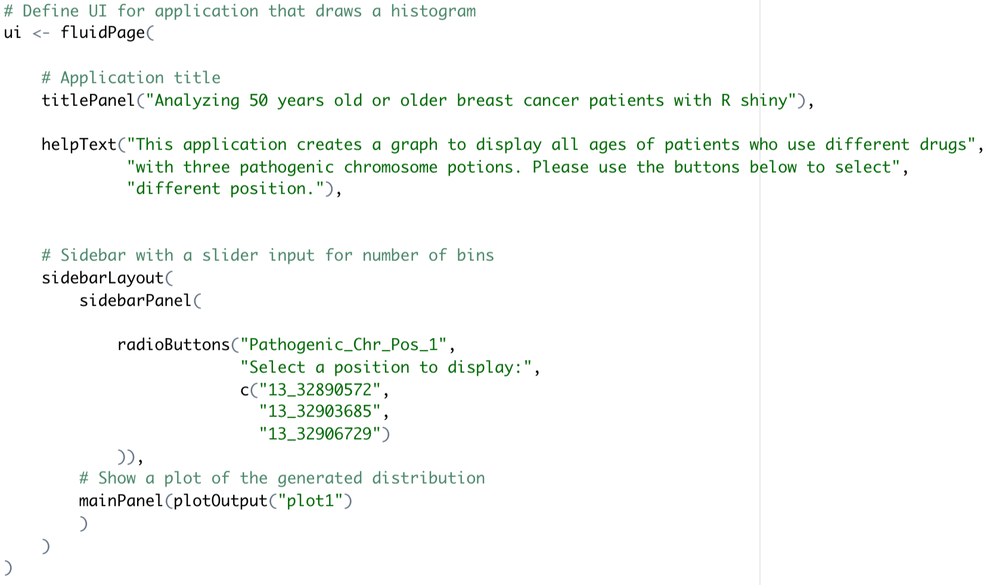 # Define UI for application that draws a histogram
ui <- fluidPage(
# Application title
titlePanel("Analyzing 50 years old or older breast cancer patients with R shiny"),
helpText("This application creates a graph to display all ages of patients who use different drugs",
"with three pathogenic chromosome potions. Please use the buttons below to select",
"different position."),
# Sidebar with a slider input for number of bins
sidebarLayout(
sidebarPanel(
radioButtons("Pathogenic_Chr_Pos_1",
"Select a position to display:",
c("13_32890572",
"13_32903685",
"13_32906729")
)),
# Show a plot of the generated distribution
mainPanel(plotOutput("plot1")
)
)
)